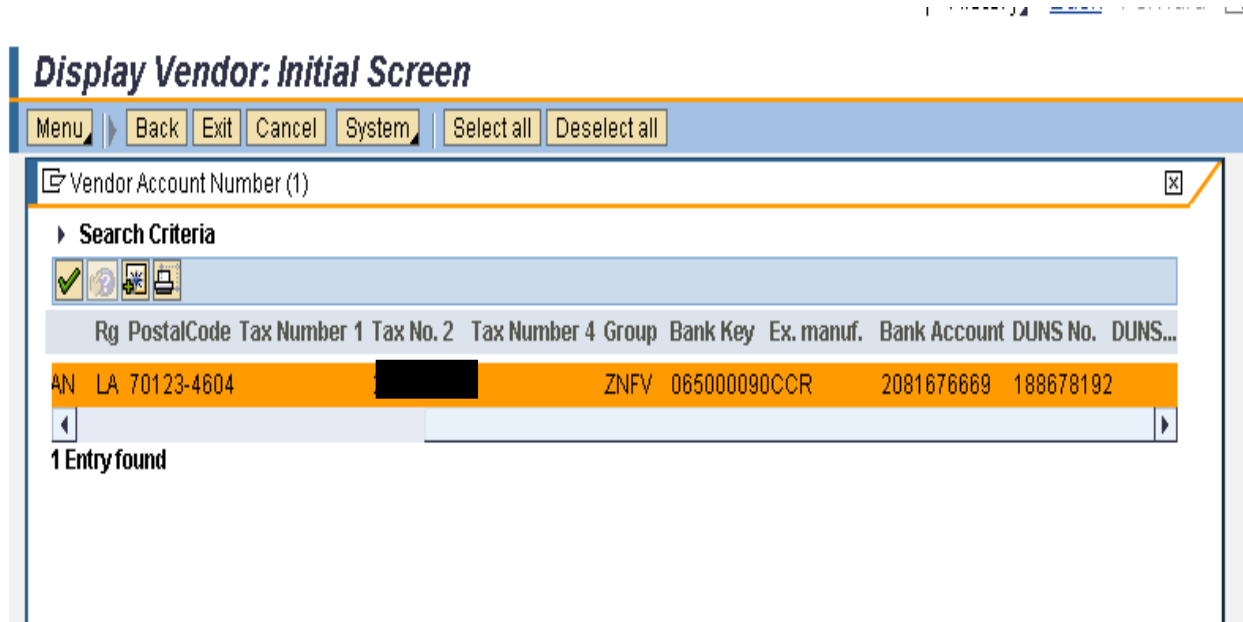 Display Vendor: Initial Screen
Menu Back Exit Cancel System Select all Deselect all
Vendor Account Number (1)
Search Criteria
Rg PostalCode Tax Number 1 Tax No. 2 Tax Number 4 Group Bank Key Ex. manuf. Bank Account DUNS No. DUNS...
AN LA 70123-4604 ZNFV 065000090CCR 2081676669 188678192
1 Entry found